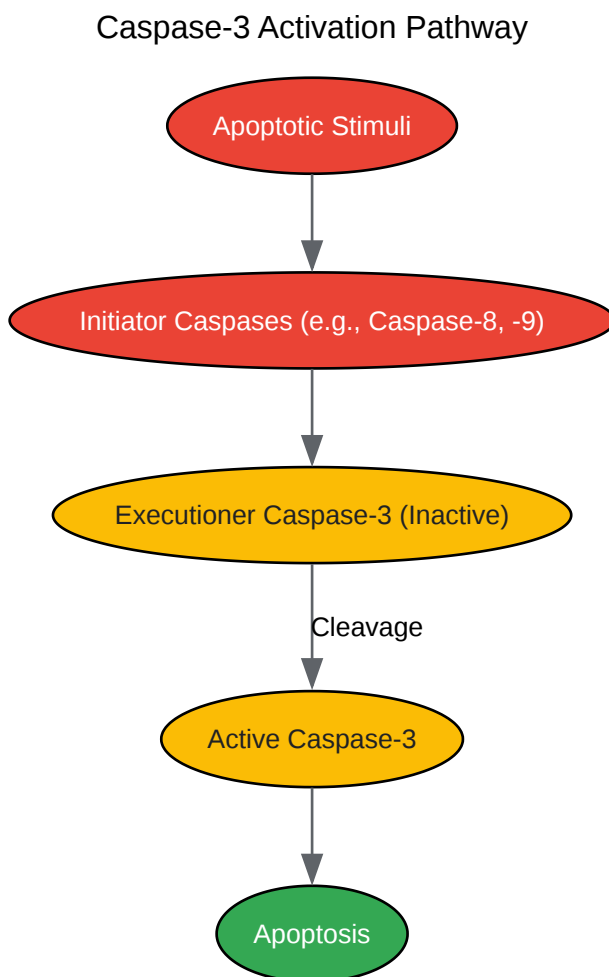 Caspase-3 Activation Pathway
Apoptotic Stimuli
Initiator Caspases (e.g., Caspase-8, -9)
Executioner Caspase-3 (Inactive)
Cleavage
Active Caspase-3
Apoptosis